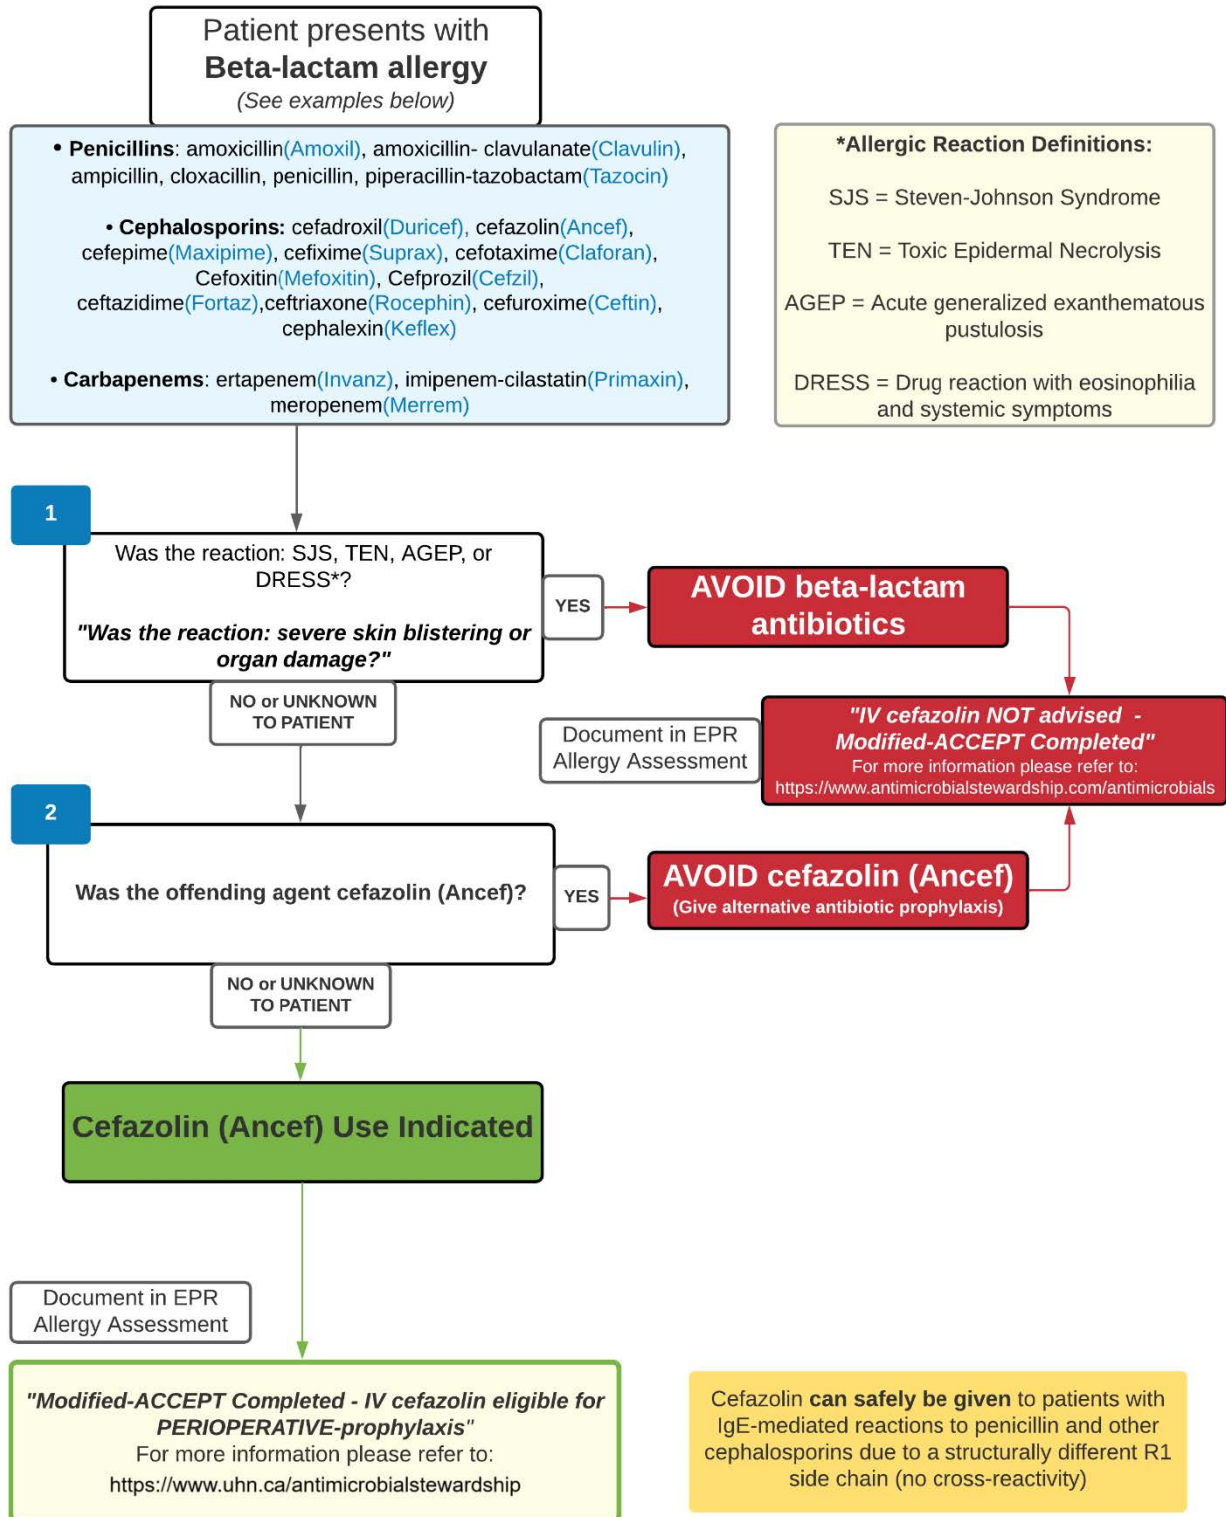 Patient presents with
Beta-lactam allergy
(See examples below)
• Penicillins: amoxicillin(Amoxil), amoxicillin- clavulanate(Clavulin),
ampicillin, cloxacillin, penicillin, piperacillin-tazobactam(Tazocin)
• Cephalosporins: cefadroxil(Duricef), cefazolin(Ancef),
cefepime(Maxipime), cefixime(Suprax), cefotaxime(Claforan),
Cefoxitin(Mefoxitin), Cefprozil(Cefzil),
ceftazidime(Fortaz),ceftriaxone(Rocephin), cefuroxime(Ceftin),
cephalexin(Keflex)
• Carbapenems: ertapenem(Invanz), imipenem-cilastatin(Primaxin),
meropenem(Merrem)
*Allergic Reaction Definitions:
SJS = Steven-Johnson Syndrome
TEN = Toxic Epidermal Necrolysis
AGEP = Acute generalized exanthematous
pustulosis
DRESS = Drug reaction with eosinophilia
and systemic symptoms
1
Was the reaction: SJS, TEN, AGEP, or
DRESS*?
"Was the reaction: severe skin blistering or
organ damage?"
YES
AVOID beta-lactam
antibiotics
NO or UNKNOWN
TO PATIENT
Document in EPR
Allergy Assessment
"IV cefazolin NOT advised -
Modified-ACCEPT Completed"
For more information please refer to:
https://www.antimicrobialstewardship.com/antimicrobials
2
Was the offending agent cefazolin (Ancef)?
YES
AVOID cefazolin (Ancef)
(Give alternative antibiotic prophylaxis)
NO or UNKNOWN
TO PATIENT
Cefazolin (Ancef) Use Indicated
Document in EPR
Allergy Assessment
"Modified-ACCEPT Completed - IV cefazolin eligible for
PERIOPERATIVE-prophylaxis"
For more information please refer to:
https://www.uhn.ca/antimicrobialstewardship
Cefazolin can safely be given to patients with
IgE-mediated reactions to penicillin and other
cephalosporins due to a structurally different R1
side chain (no cross-reactivity)